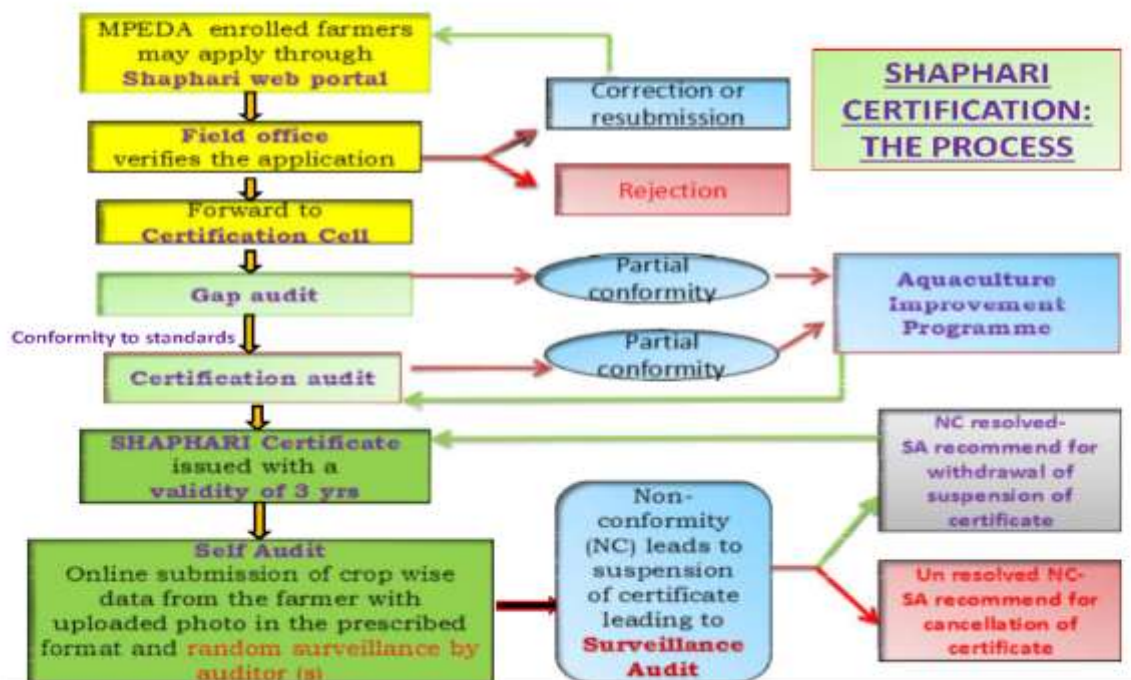 MPEDA enrolled farmers
may apply through
Shaphari web portal
Correction or
resubmission
SHAPHARI
CERTIFICATION:
THE PROCESS
Field office
verifies the application
Rejection
Forward to
Certification Cell
Gap audit
Partial
conformity
Aquaculture
Improvement
Programme
Conformity to standards
Certification audit
Partial
conformity
SHAPHARI Certificate
issued with a
validity of 3 yrs
NC resolved-
SA recommend for
withdrawal of
suspension of
certificate
Self Audit
Online submission of crop wise
data from the farmer with
uploaded photo in the prescribed
format and random surveillance by
auditor (s)
Non-
conformity
(NC) leads to
suspension
of certificate
leading to
Surveillance
Audit
Un resolved NC-
SA recommend for
cancellation of
certificate